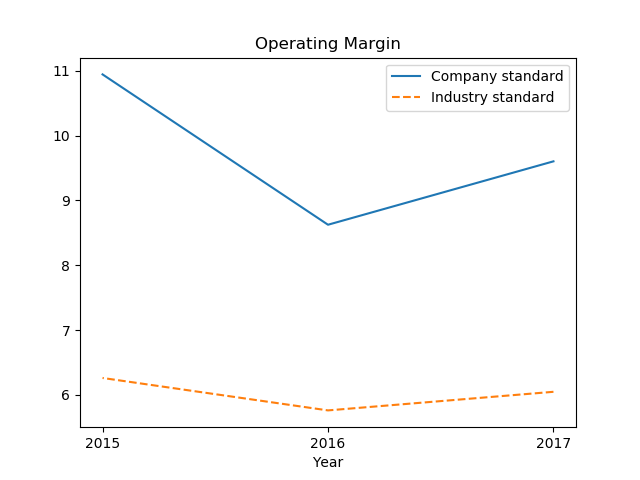 Operating Margin
Company standard
Industry standard
11
10
9
8
7
6
2015
2016
2017
Year